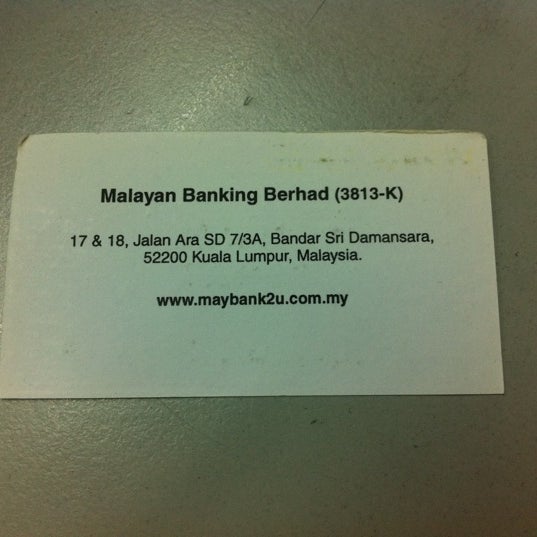 Malayan Banking Berhad (3813-K)
17 & 18, Jalan Ara SD 7/3A, Bandar Sri Damansara,
52200 Kuala Lumpur, Malaysia.
www.maybank2u.com.my